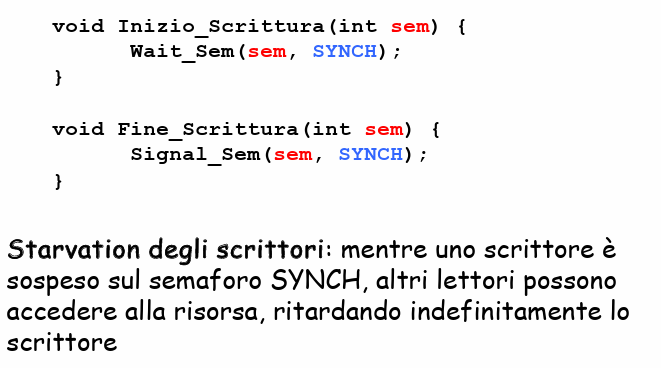 void Inizio_Scrittura(int sem) {
Wait_Sem(sem, SYNCH);
}
void Fine_Scrittura(int sem) {
Signal_Sem(sem, SYNCH);
}
Starvation degli scrittori: mentre uno scrittore è
sospeso sul semaforo SYNCH, altri lettori possono
accedere alla risorsa, ritardando indefinitamente lo
scrittore